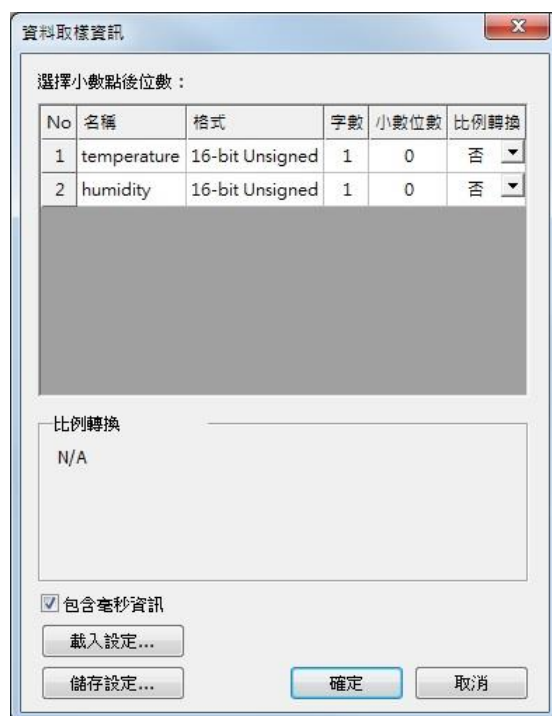 資料取樣資訊
選擇小數點後位數：
No 名稱 格式 字數 小數位數 比例轉換
1 temperature 16-bit Unsigned 1 0 否
2 humidity 16-bit Unsigned 1 0 否
比例轉換
N/A
包含毫秒資訊
載入設定...
儲存設定... 確定 取消